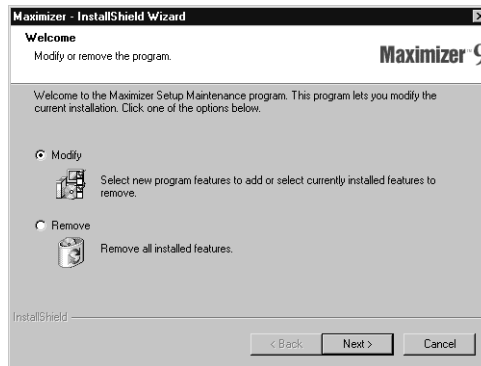 Maximizer - InstallShield Wizard
Welcome
Modify or remove the program.
Maximizer™ 9
Welcome to the Maximizer Setup Maintenance program. This program lets you modify the
current installation. Click one of the options below.
Modify
Select new program features to add or select currently installed features to
remove.
Remove
Remove all installed features.
InstallShield
< Back
Next >
Cancel